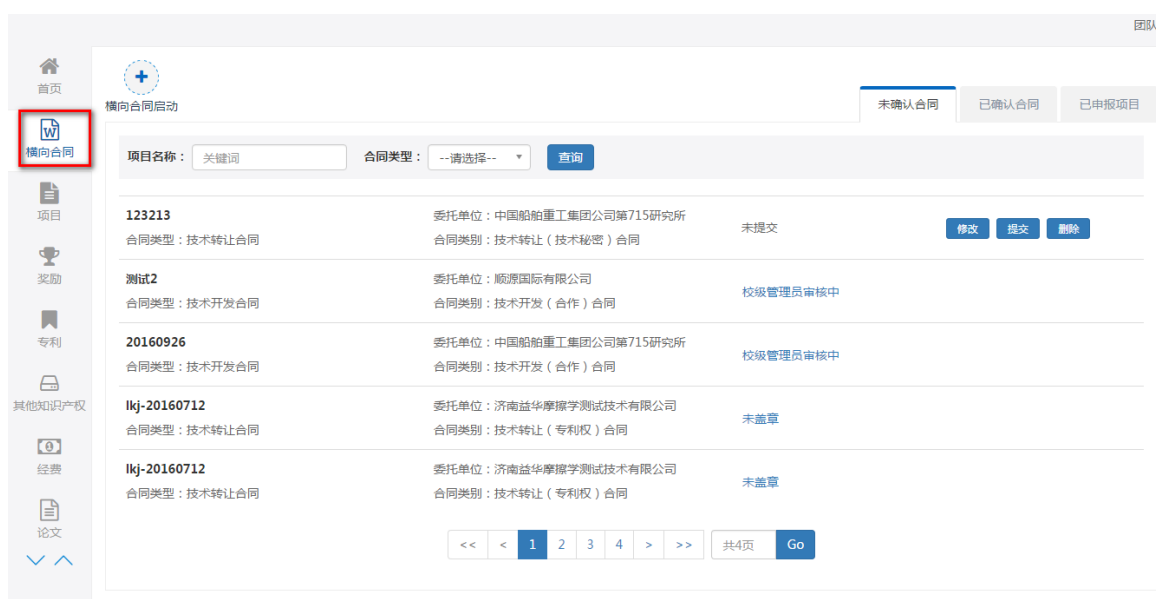 团队
首页
横向合同
项目
奖励
专利
其他知识产权
经费
论文
横向合同启动
未确认合同 已确认合同 已申报项目
项目名称： 关键词 合同类型： --请选择-- 查询
123213 委托单位：中国船舶重工集团公司第715研究所
合同类型：技术转让合同 合同类别：技术转让（技术秘密）合同
未提交 修改 提交 删除
测试2 委托单位：顺源国际有限公司
合同类型：技术开发合同 合同类别：技术开发（合作）合同
校级管理员审核中
20160926 委托单位：中国船舶重工集团公司第715研究所
合同类型：技术开发合同 合同类别：技术开发（合作）合同
校级管理员审核中
lkj-20160712 委托单位：济南益华摩擦学测试技术有限公司
合同类型：技术转让合同 合同类别：技术转让（专利权）合同
未盖章
lkj-20160712 委托单位：济南益华摩擦学测试技术有限公司
合同类型：技术转让合同 合同类别：技术转让（专利权）合同
未盖章
<< < 1 2 3 4 > >> 共4页 Go